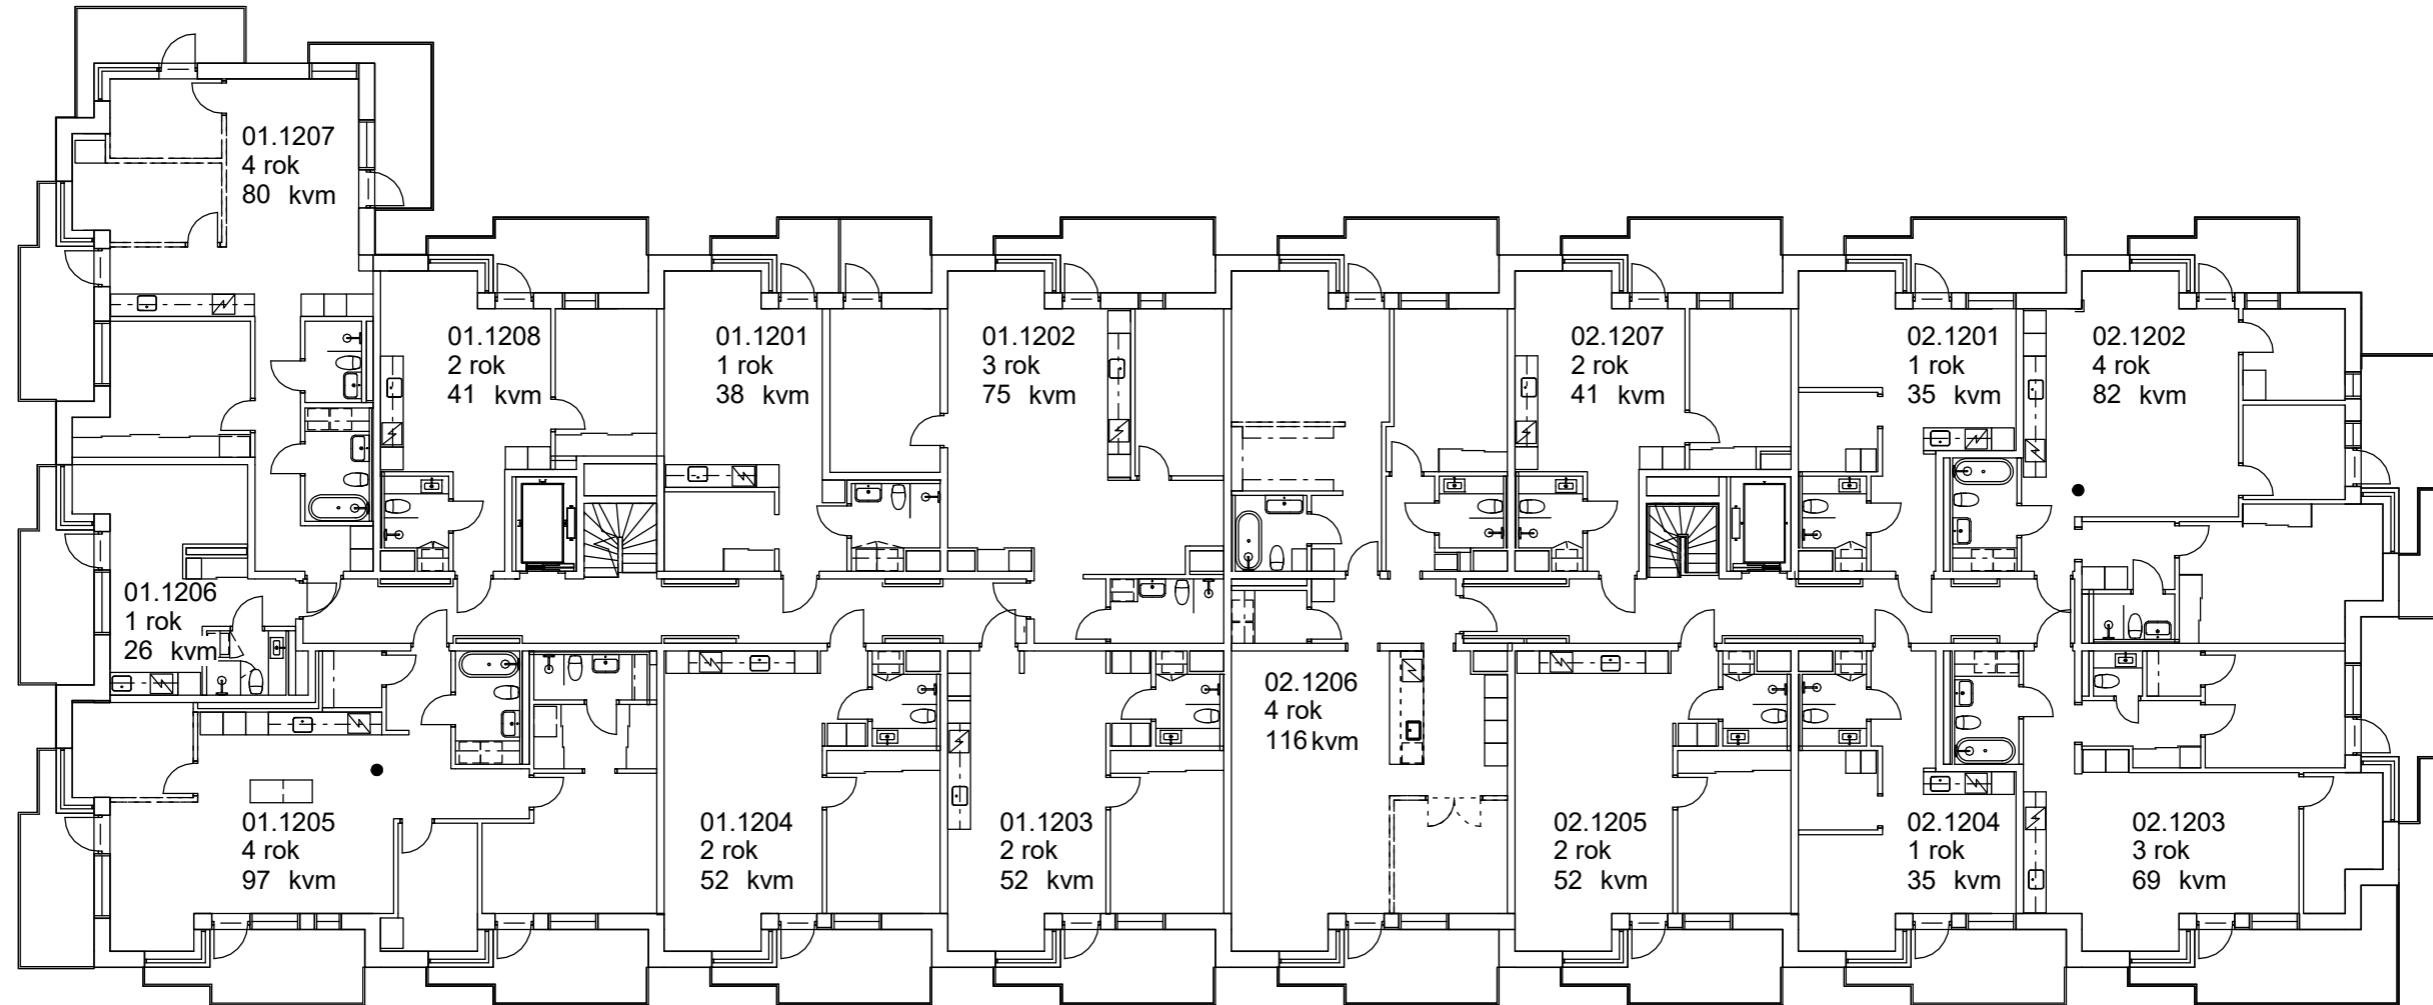 01.1207
4 rok
80 kvm
01.1208
2 rok
41 kvm
01.1201
1 rok
38 kvm
01.1202
3 rok
75 kvm
02.1207
2 rok
41 kvm
02.1201
1 rok
35 kvm
02.1202
4 rok
82 kvm
01.1206
1 rok
26 kvm
02.1206
4 rok
116 kvm
01.1205
4 rok
97 kvm
01.1204
2 rok
52 kvm
01.1203
2 rok
52 kvm
02.1205
2 rok
52 kvm
02.1204
1 rok
35 kvm
02.1203
3 rok
69 kvm